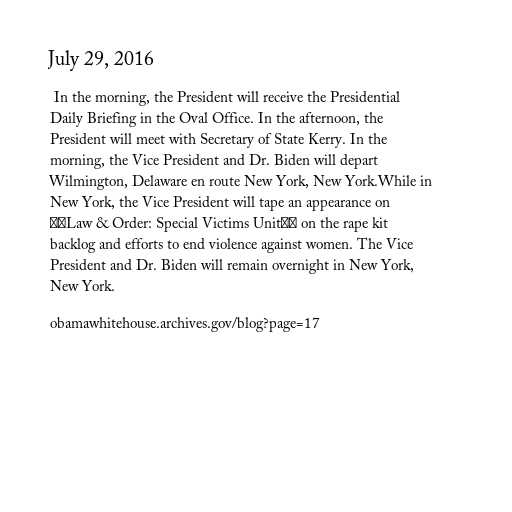 July 29, 2016
In the morning, the President will receive the Presidential
Daily Briefing in the Oval Office. In the afternoon, the
President will meet with Secretary of State Kerry. In the
morning, the Vice President and Dr. Biden will depart
Wilmington, Delaware en route New York, New York.While in
New York, the Vice President will tape an appearance on
Law & Order: Special Victims Unit on the rape kit
backlog and efforts to end violence against women. The Vice
President and Dr. Biden will remain overnight in New York,
New York.
obamawhitehouse.archives.gov/blog?page=17